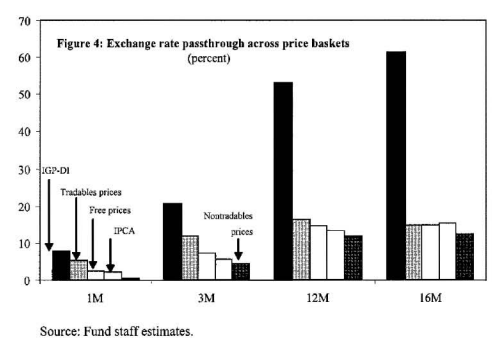 Figure 4: Exchange rate passthrough across price baskets
(percent)
70
60
50
40
30
20
10
0
IGP-DI
Tradables prices
Free prices
IPCA
Nontradables
prices
1M
3M
12M
16M
Source: Fund staff estimates.